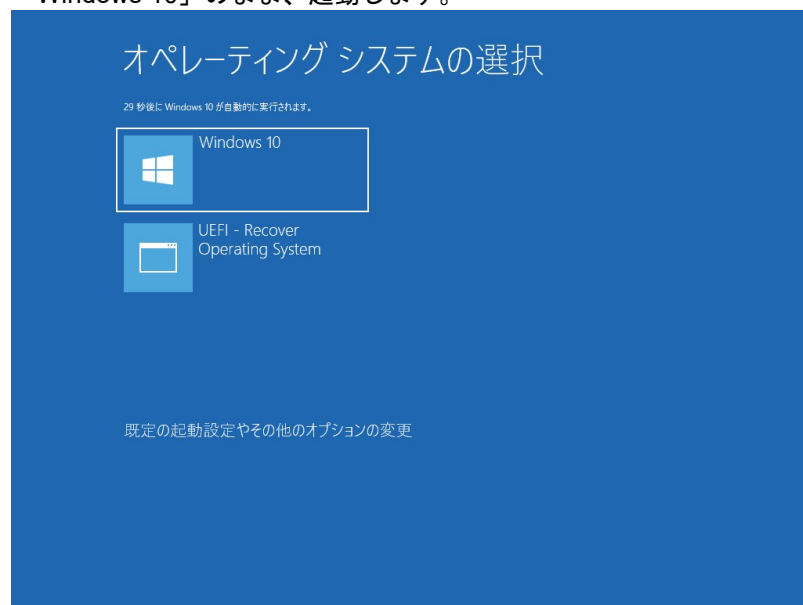 Windows 10」のまま、起動します。
オペレーティング システムの選択
29 秒後に Windows 10 が自動的に実行されます。
Windows 10
UEFI - Recover
Operating System
既定の起動設定やその他のオプションの変更